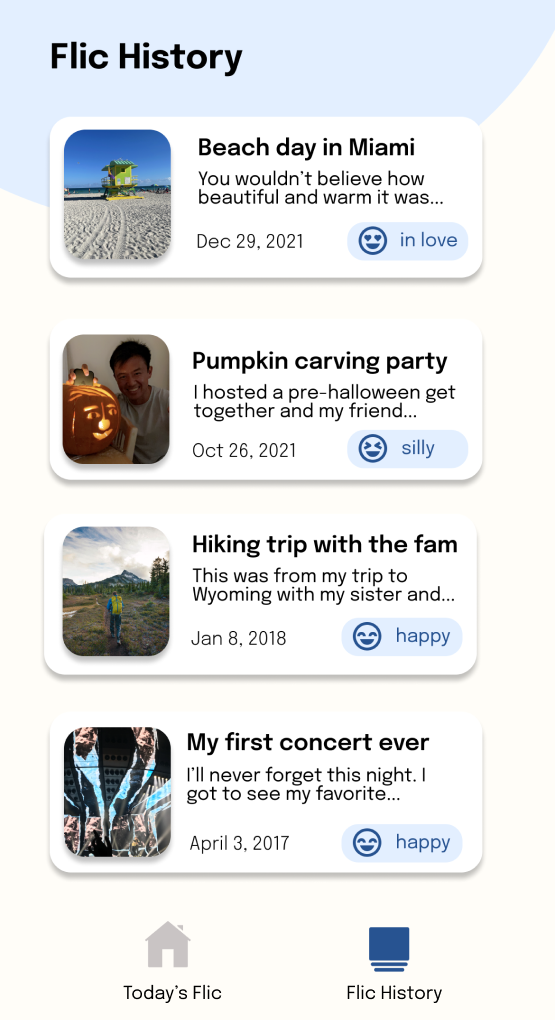 Flic History
Beach day in Miami
You wouldn’t believe how
beautiful and warm it was...
Dec 29, 2021
in love
Pumpkin carving party
I hosted a pre-halloween get
together and my friend...
Oct 26, 2021
silly
Hiking trip with the fam
This was from my trip to
Wyoming with my sister and...
Jan 8, 2018
happy
My first concert ever
I’ll never forget this night. I
got to see my favorite...
April 3, 2017
happy
Today’s Flic
Flic History